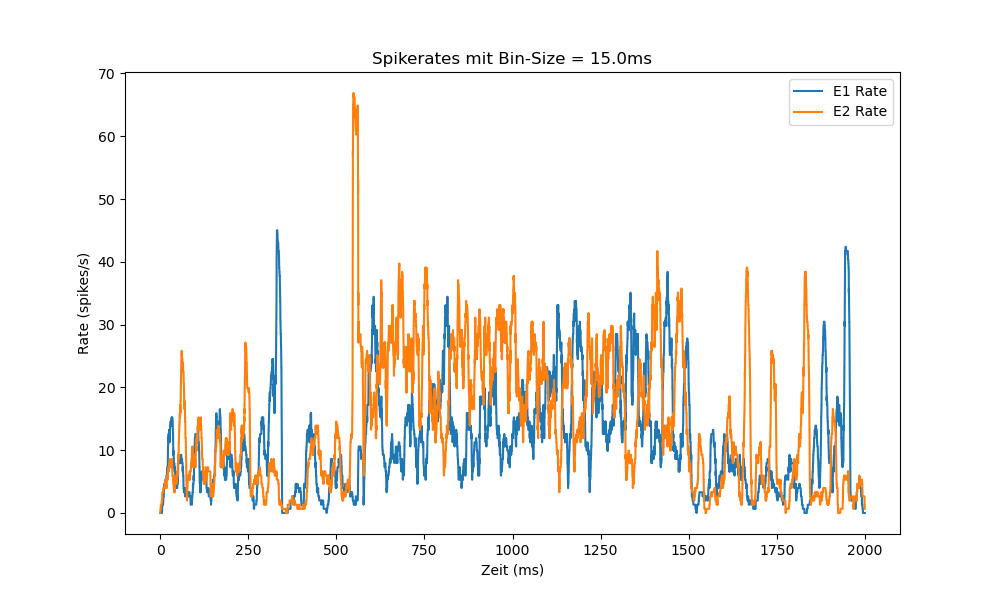 Spikerates mit Bin-Size = 15.0ms
E1 Rate
E2 Rate
Rate (spikes/s)
70
60
50
40
30
20
10
0
0 250 500 750 1000 1250 1500 1750 2000
Zeit (ms)